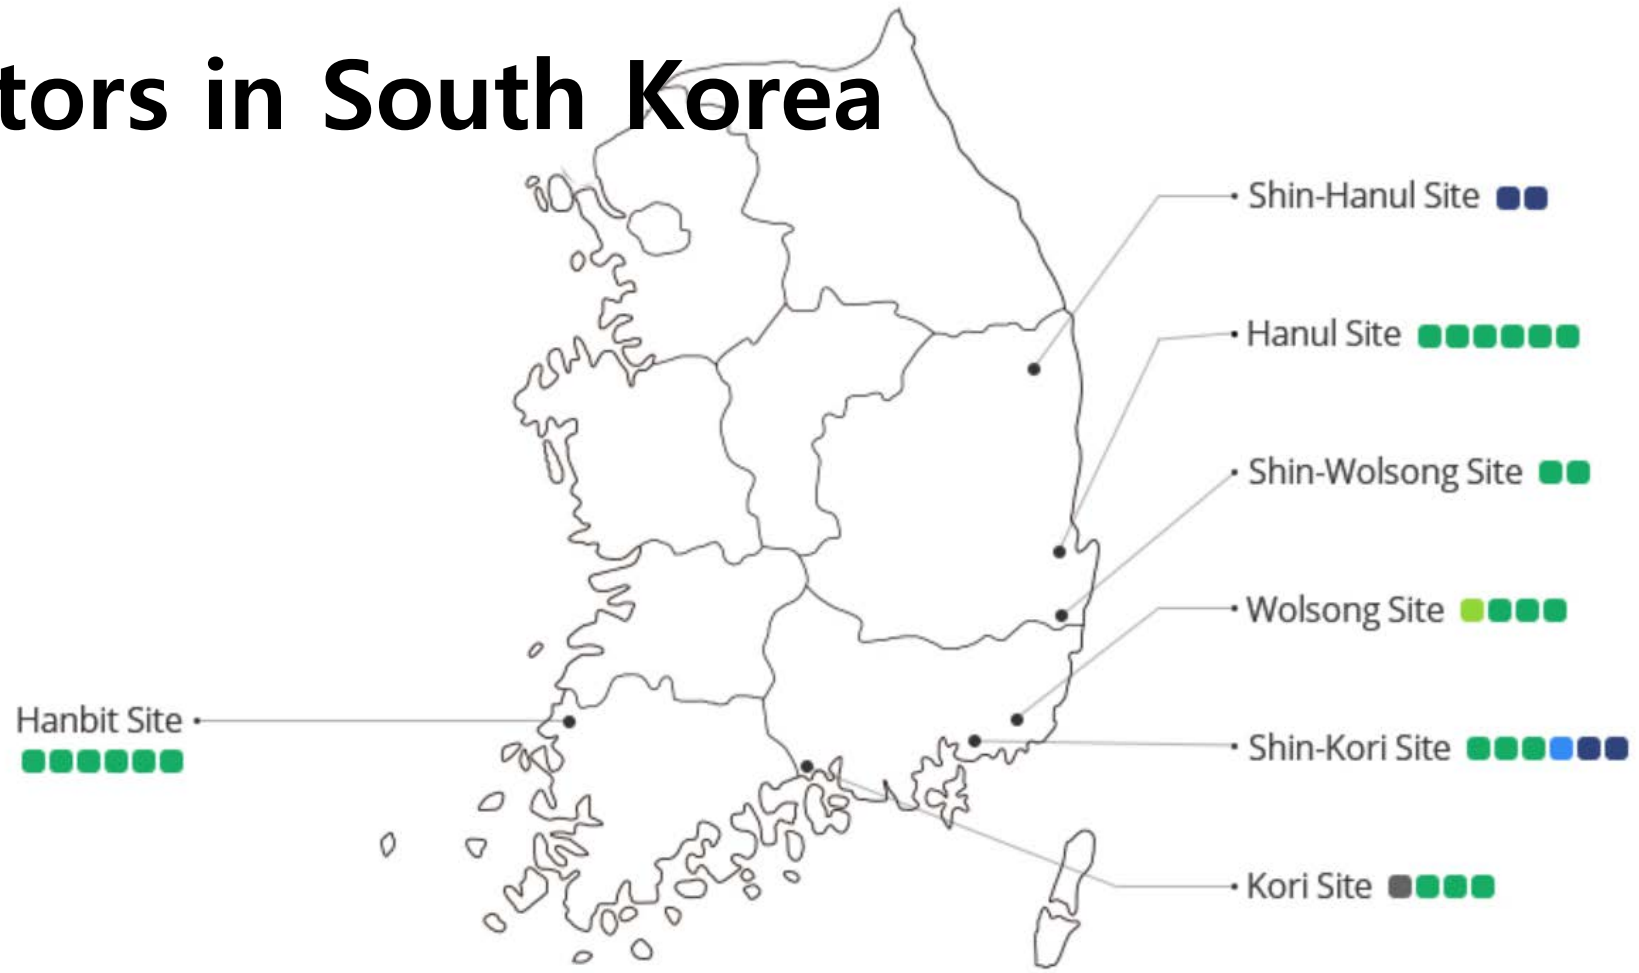 tors in South Korea
Shin-Hanul Site
Hanul Site
Shin-Wolsong Site
Wolsong Site
Hanbit Site
Shin-Kori Site
Kori Site